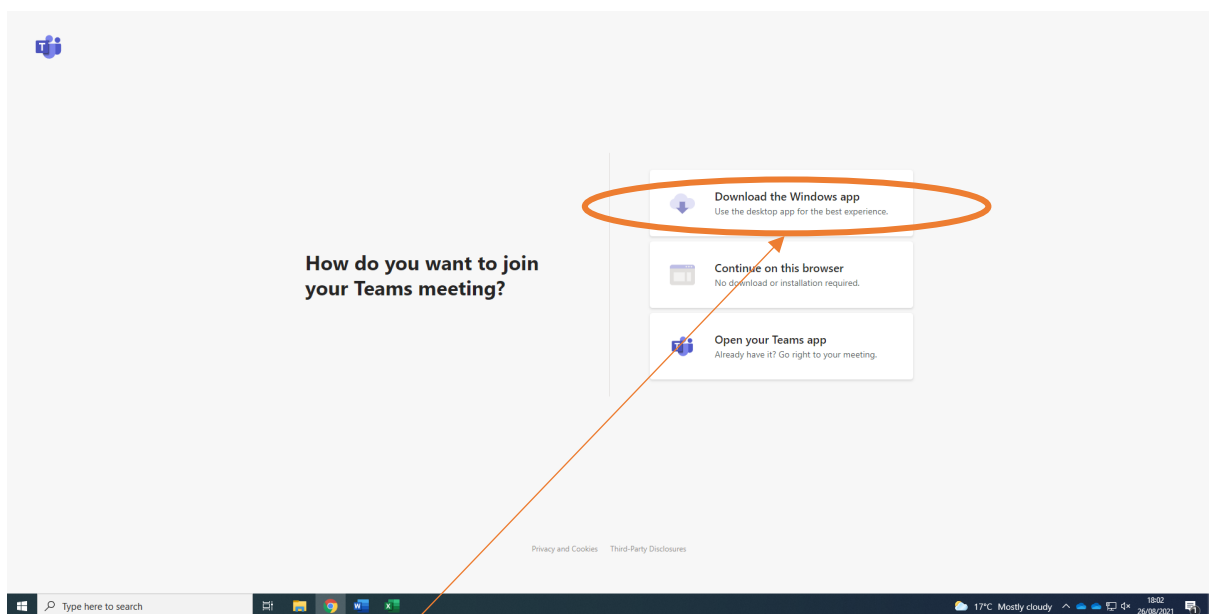 How do you want to join
your Teams meeting?
Download the Windows app
Use the desktop app for the best experience.
Continue on this browser
No download or installation required.
Open your Teams app
Already have it? Go right to your meeting.
Privacy and Cookies Third-Party Disclosures
Type here to search
17°C Mostly cloudy
18:02
26/08/2021